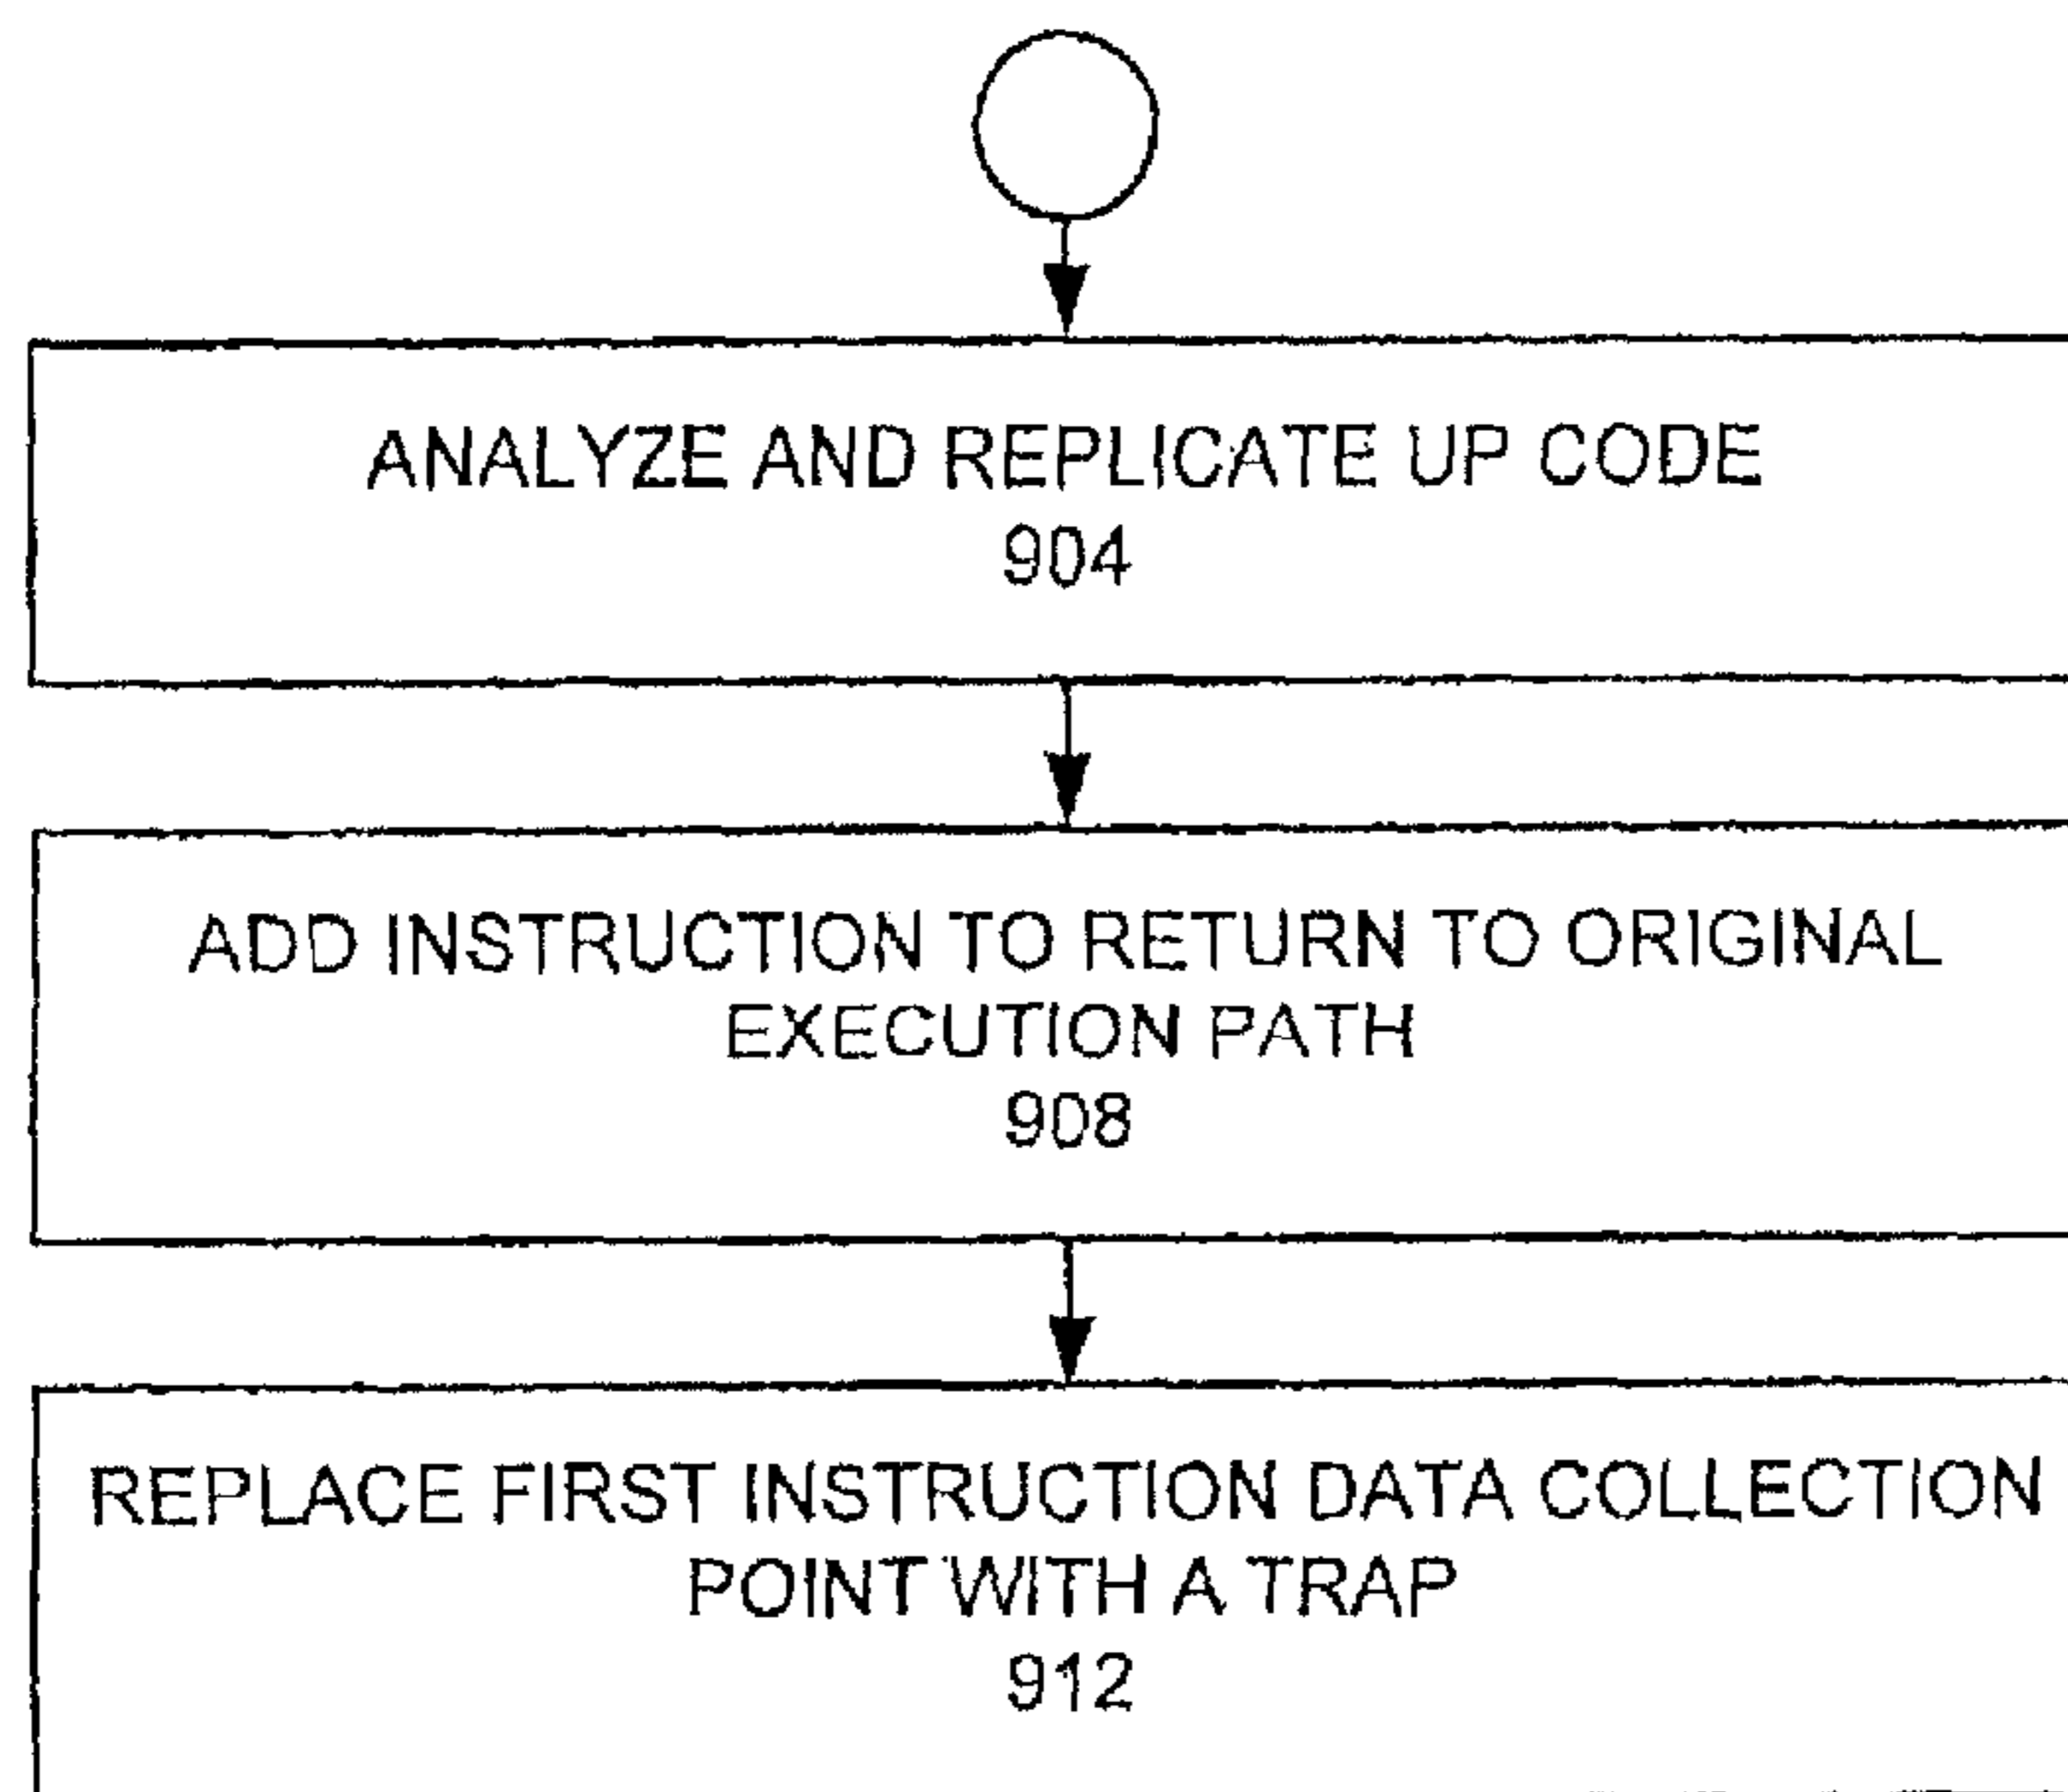 ANALYZE AND REPLICATE UP CODE
904
ADD INSTRUCTION TO RETURN TO ORIGINAL
EXECUTION PATH
908
REPLACE FIRST INSTRUCTION DATA COLLECTION
POINT WITH A TRAP
912